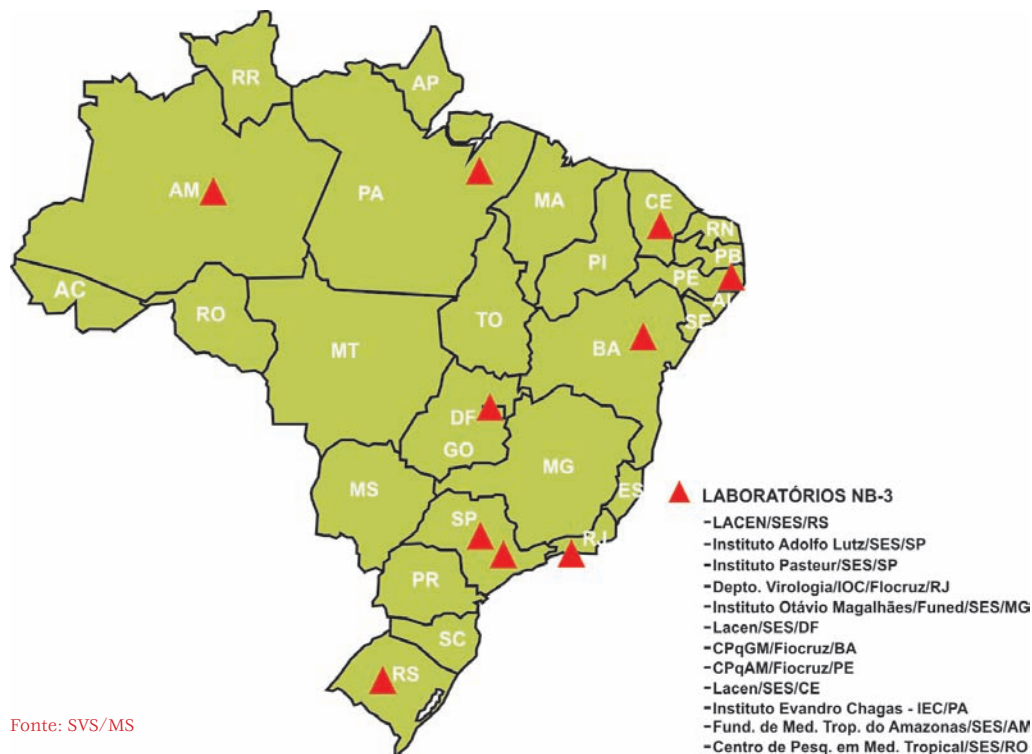 RR
AP
AM
PA
MA
CE
RN
PB
PI
PE
AL
SE
AC
RO
TO
BA
MT
DF
GO
MG
MS
ES
SP
RJ
PR
SC
RS
LABORATÓRIOS NB-3
-LACEN/SES/RS
-Instituto Adolfo Lutz/SES/SP
-Instituto Pasteur/SES/SP
-Depto. Virologia/IOC/Flocruz/RJ
-Instituto Otávio Magalhães/Funed/SES/MG
-Lacen/SES/DF
-CPqGM/Fiocruz/BA
-CPqAM/Fiocruz/PE
-Lacen/SES/CE
-Instituto Evandro Chagas - IEC/PA
-Fund. de Med. Trop. do Amazonas/SES/AM
-Centro de Pesq. em Med. Tropical/SES/RO
Fonte: SVS/MS